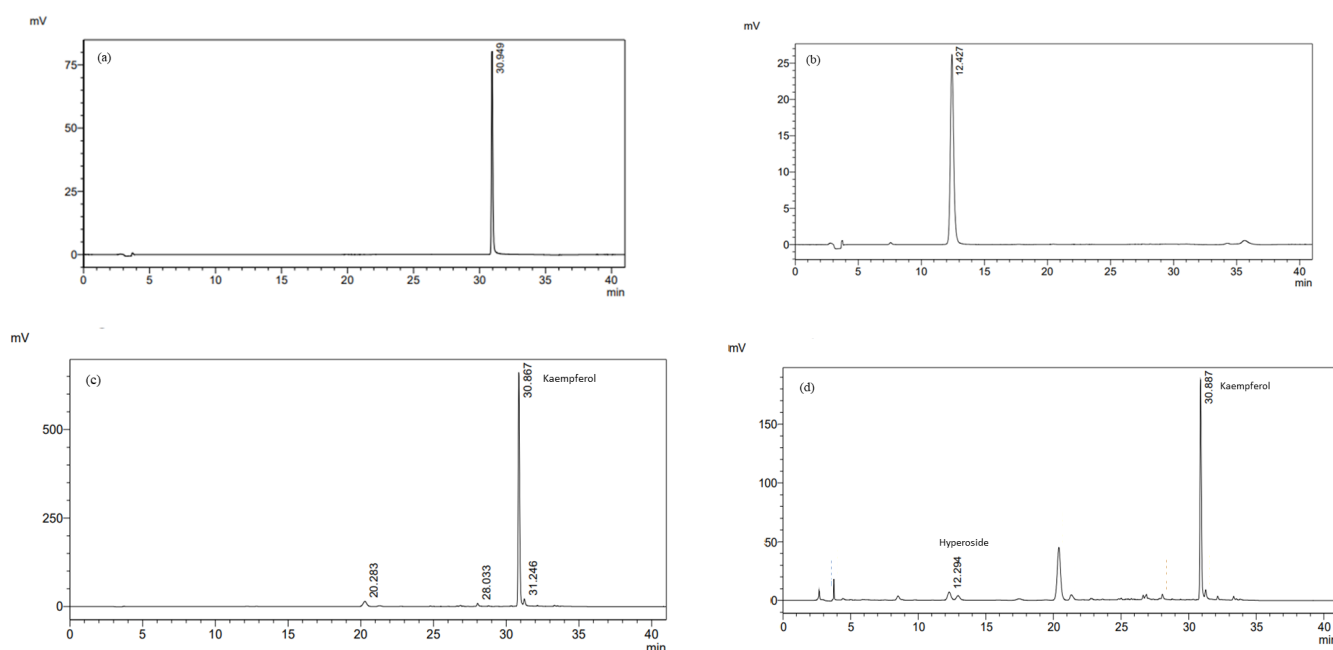 mV
(a)
30.949
75
50
25
0
0 5 10 15 20 25 30 35 40
min
mV
(b)
12.427
25
20
15
10
5
0
0 5 10 15 20 25 30 35 40
min
mV
(c)
30.867
Kaempferol
500
250
0
20.283
28.033
31.246
0 5 10 15 20 25 30 35 40
min
mV
(d)
30.887
Kaempferol
150
100
50
0
Hyperoside
12.294
0 5 10 15 20 25 30 35 40
min